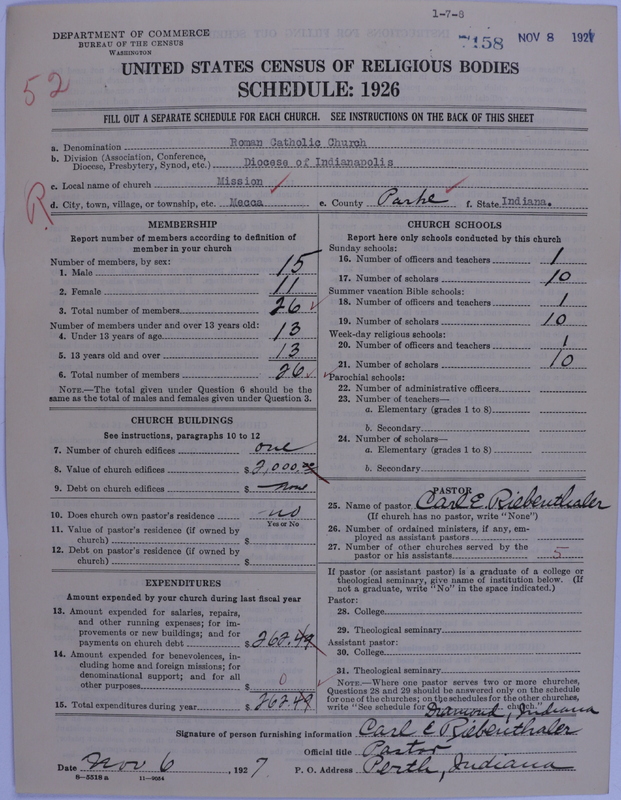 1-7-8
DEPARTMENT OF COMMERCE
BUREAU OF THE CENSUS
WASHINGTON
7158 NOV 8 192
52
UNITED STATES CENSUS OF RELIGIOUS BODIES
SCHEDULE: 1926
FILL OUT A SEPARATE SCHEDULE FOR EACH CHURCH. SEE INSTRUCTIONS ON THE BACK OF THIS SHEET
a. Denomination Roman Catholic Church
b. Division (Association, Conference,
Diocese, Presbytery, Synod, etc.) Diocese of Indianapolis
c. Local name of church Mission
R
d. City, town, village, or township, etc. Mecca e. County Parke f. State Indiana.
MEMBERSHIP
Report number of members according to definition of
member in your church
Number of members, by sex:
1. Male 15
2. Female 11
3. Total number of members 26
Number of members under and over 13 years old:
4. Under 13 years of age 13
5. 13 years old and over 13
6. Total number of members 26
NOTE.—The total given under Question 6 should be
same as the total of males and females given under Question 3.
CHURCH BUILDINGS
See instructions, paragraphs 10 to 12
7. Number of church edifices one
8. Value of church edifices $ 2,000.00
9. Debt on church edifices $ none
10. Does church own pastor's residence no
Yes or No
11. Value of pastor's residence (if owned by
church) $
12. Debt on pastor's residence (if owned by
church) $
EXPENDITURES
Amount expended by your church during last fiscal year
13. Amount expended for salaries, repairs,
and other running expenses; for im-
provements or new buildings; and for
payments on church debt $ 262.49
14. Amount expended for benevolences, in-
cluding home and foreign missions; for
denominational support; and for all
other purposes $ 0
15. Total expenditures during year $ 262.49
CHURCH SCHOOLS
Report here only schools conducted by this church
Sunday schools:
16. Number of officers and teachers 1
17. Number of scholars 10
Summer vacation Bible schools:
18. Number of officers and teachers 1
19. Number of scholars 10
Week-day religious schools:
20. Number of officers and teachers 1
21. Number of scholars 10
Parochial schools:
22. Number of administrative officers
23. Number of teachers—
a. Elementary (grades 1 to 8)
b. Secondary
24. Number of scholars—
a. Elementary (grades 1 to 8)
b. Secondary
PASTOR
25. Name of pastor Carl E. Riebenthaler
(If church has no pastor, write "None")
26. Number of ordained ministers, if any, em-
ployed as assistant pastors
27. Number of other churches served by the
pastor or his assistants 5
If pastor (or assistant pastor) is a graduate of a college or
theological seminary, give name of institution below. (If
not a graduate, write "No" in the space indicated.)
Pastor:
28. College
29. Theological seminary
Assistant pastor:
30. College
31. Theological seminary
NOTE.—Where one pastor serves two or more churches,
Questions 28 and 29 should be answered only on the schedule
for one of the churches; on the schedules for the other churches,
write "See schedule for Diamond, Indiana church."
Signature of person furnishing information Carl E Riebenthaler
Official title Pastor
Date Nov 6, 1927 P. O. Address Perth, Indiana
8-5518 a 11-9034